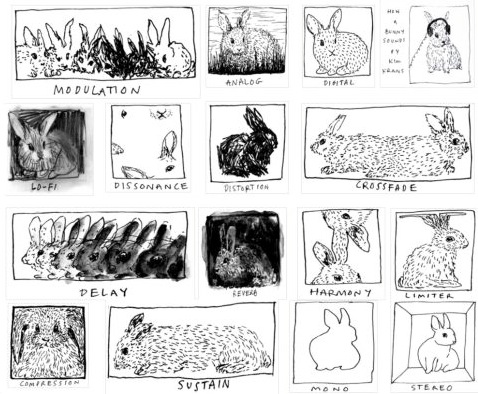 MODULATION
ANALOG
DIGITAL
HOW
A
BUNNY
SOUNDS
BY KIM
KRANS
LO-FI
DISSONANCE
DISTORTION
CROSSFADE
DELAY
REVERB
HARMONY
LIMITER
COMPRESSION
SUSTAIN
MONO
STEREO